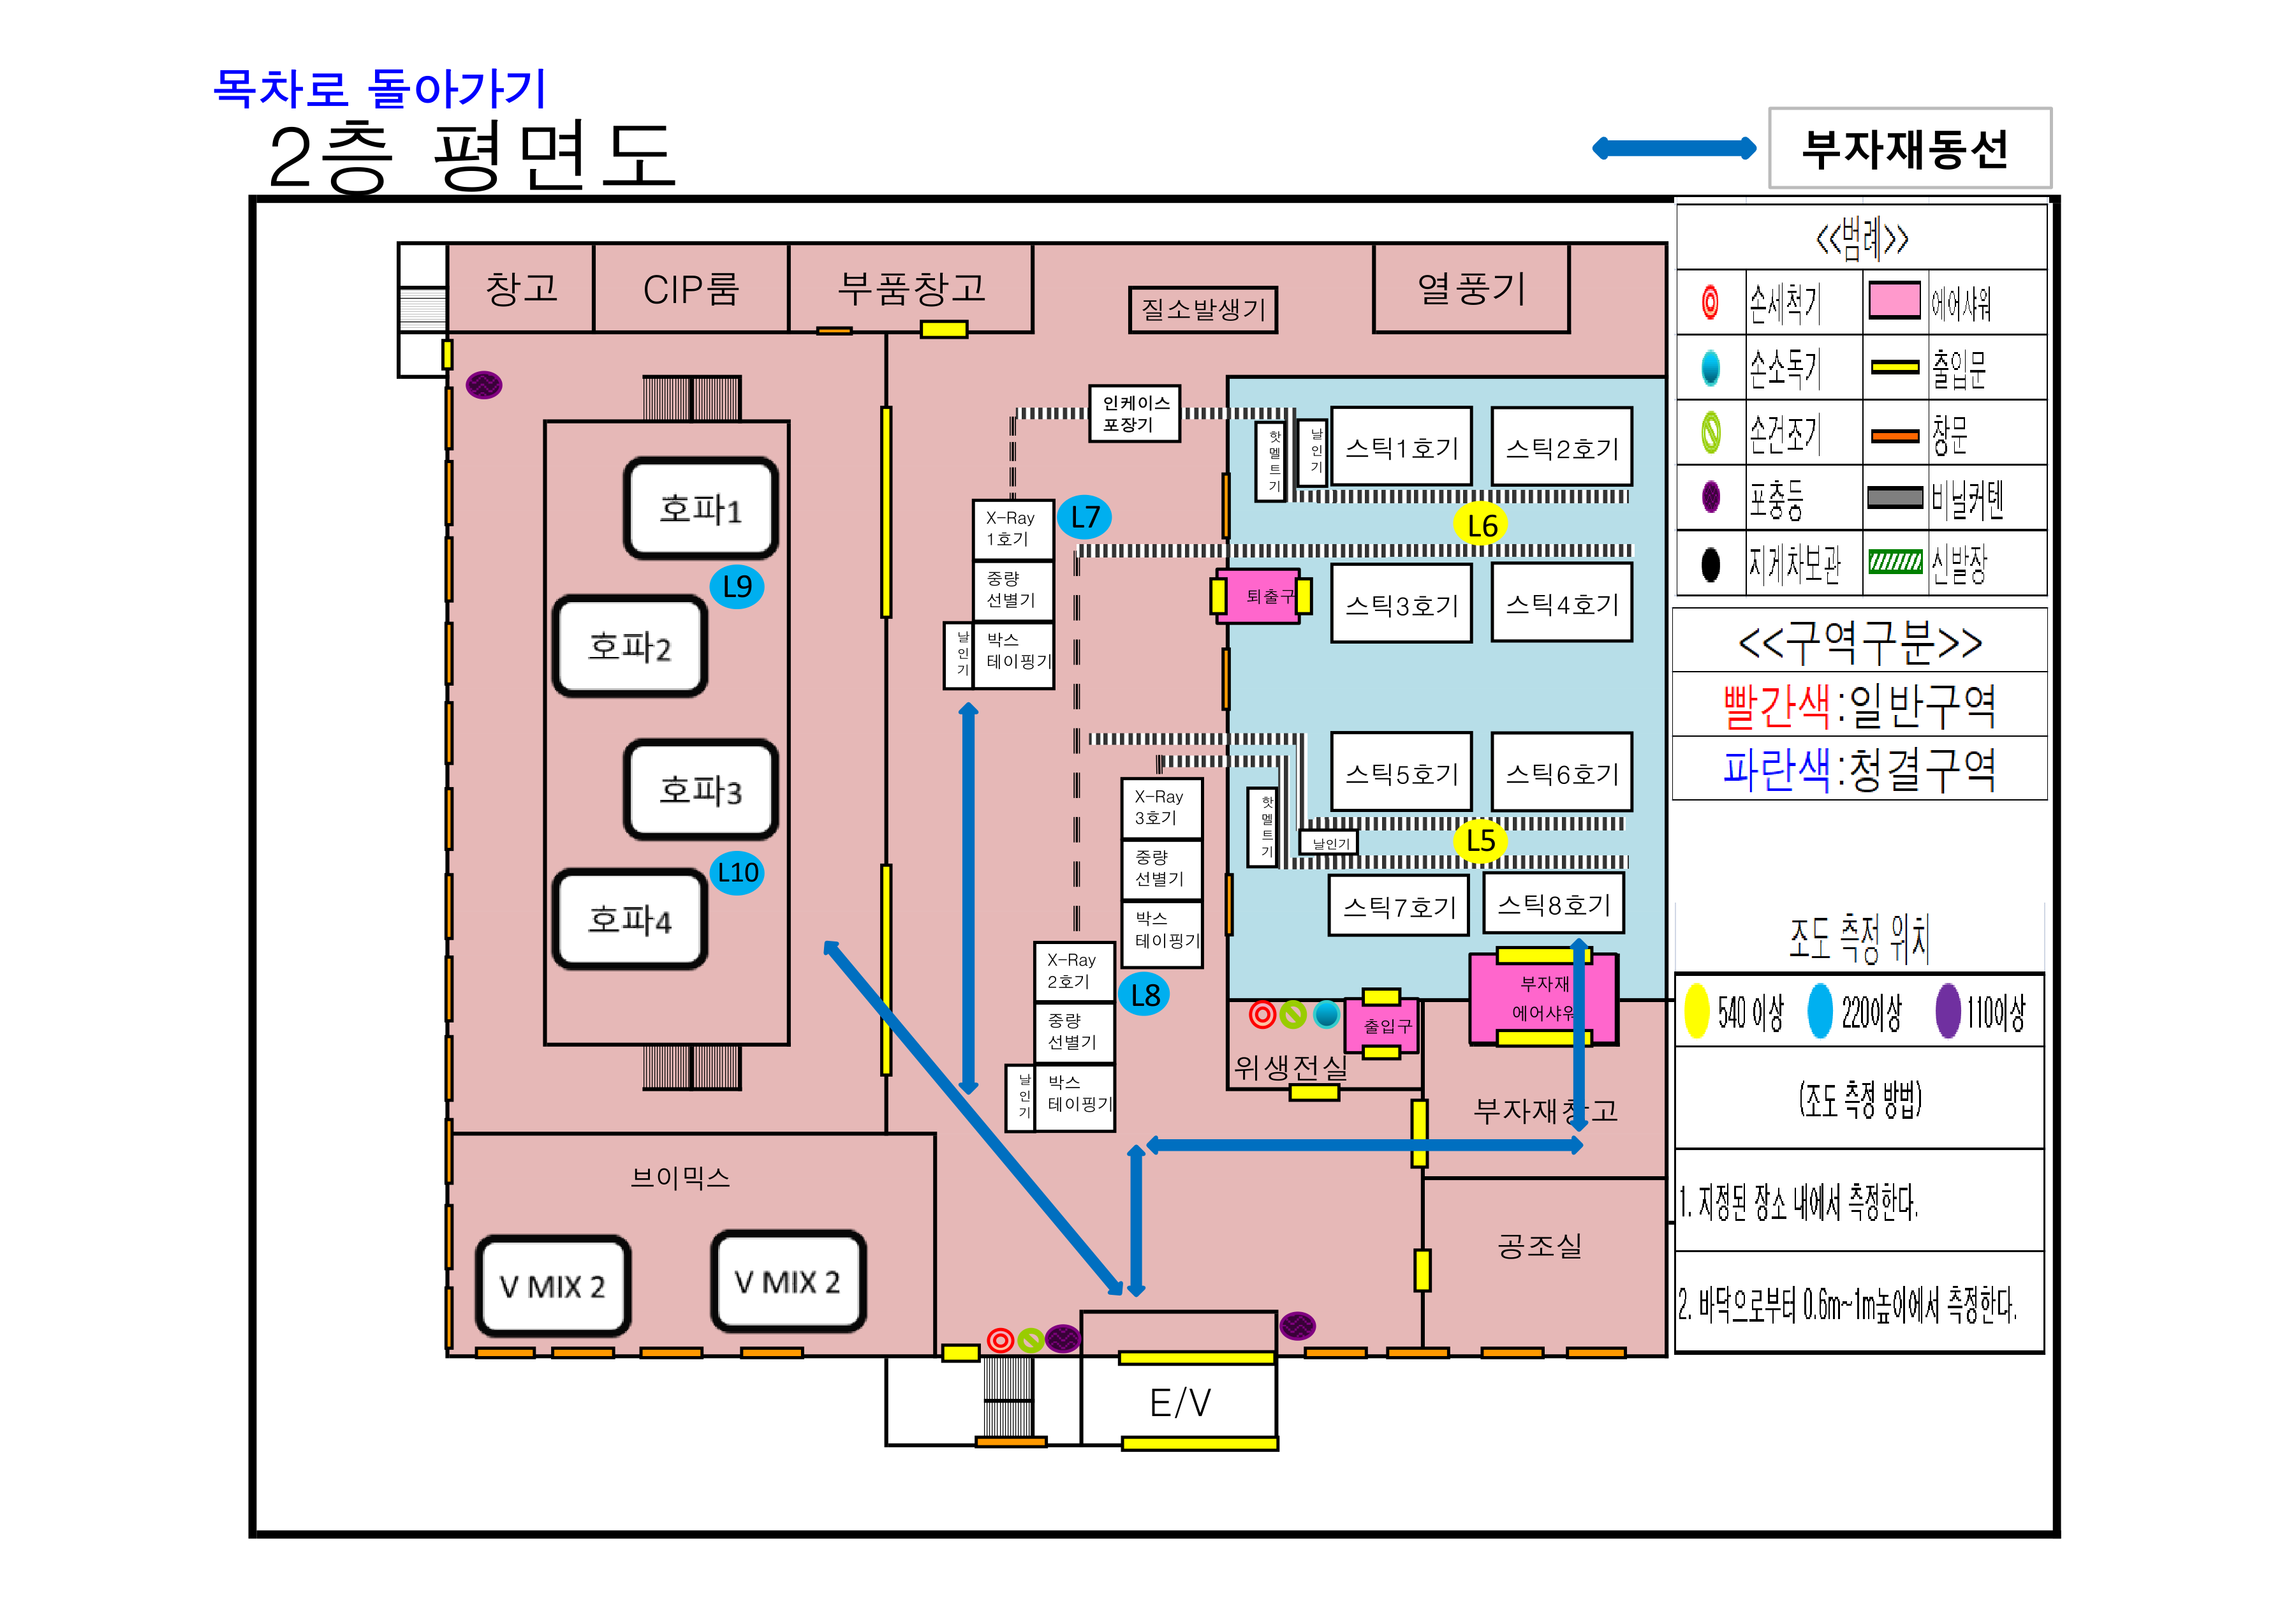 목차로 돌아가기
2층 평면도
부자재동선
창고
CIP룸
부품창고
질소발생기
열풍기
인케이스
포장기
핫
멜
트
기
날
인
기
스틱1호기
스틱2호기
L6
스틱3호기
스틱4호기
퇴출구
X-Ray
1호기
L7
중량
선별기
날
인
기
박스
테이핑기
호파1
L9
호파2
호파3
L10
호파4
스틱5호기
스틱6호기
핫
멜
트
기
날인기
L5
스틱7호기
스틱8호기
X-Ray
3호기
중량
선별기
박스
테이핑기
X-Ray
2호기
L8
중량
선별기
날
인
기
박스
테이핑기
부자재
에어샤워
출입구
위생전실
부자재창고
공조실
브이믹스
V MIX 2
V MIX 2
E/V
<<범례>>
손세척기 에어샤워
손소독기 출입문
손건조기 창문
포충등 비닐커텐
지게차보관 신발장
<<구역구분>>
빨간색:일반구역
파란색:청결구역
조도 측정 위치
540 이상 220이상 110이상
(조도 측정 방법)
1. 지정된 장소 내에서 측정한다.
2. 바닥으로부터 0.6m~1m높이에서 측정한다.